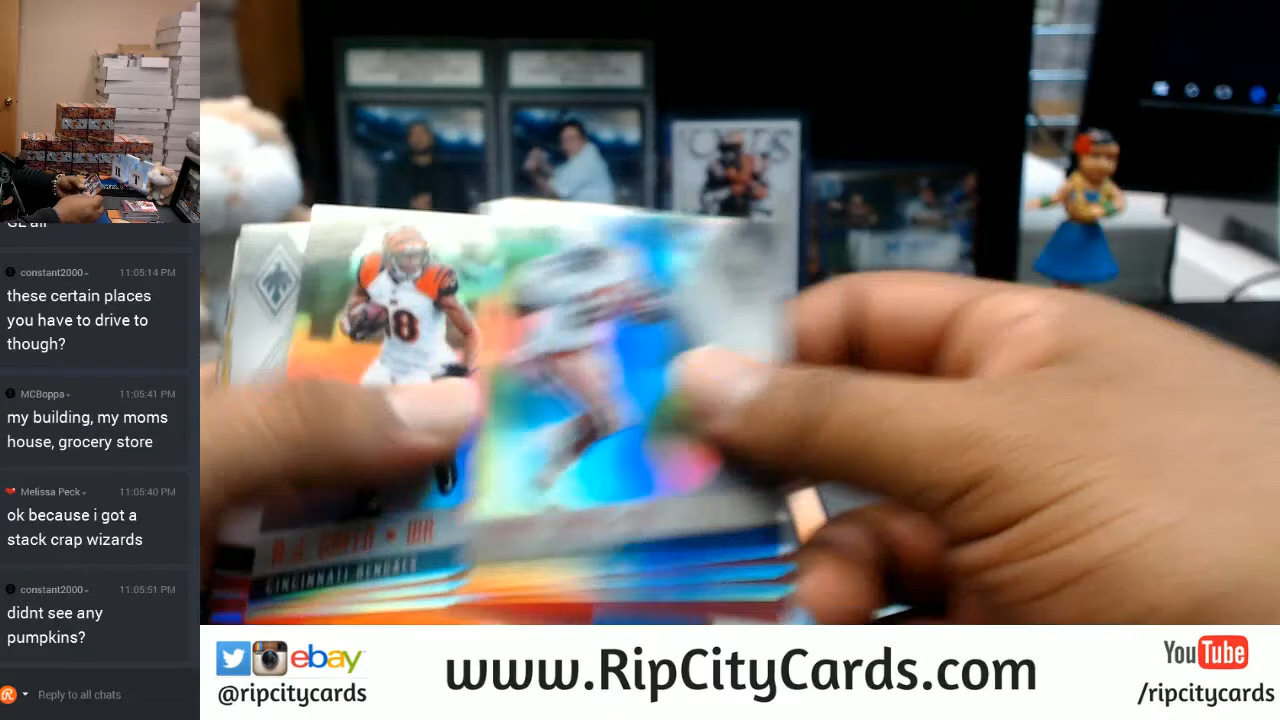 GL all
constant2000
11:05:14 PM
these certain places
you have to drive to
though?
MCBoppa
11:05:41 PM
my building, my moms
house, grocery store
Melissa Peck
11:05:40 PM
ok because i got a
stack crap wizards
constant2000
11:05:51 PM
didnt see any
pumpkins?
Reply to all chats
WR
CINCINNATI BENGALS
ebay
@ripcitycards
www.RipCityCards.com
YouTube
/ripcitycards